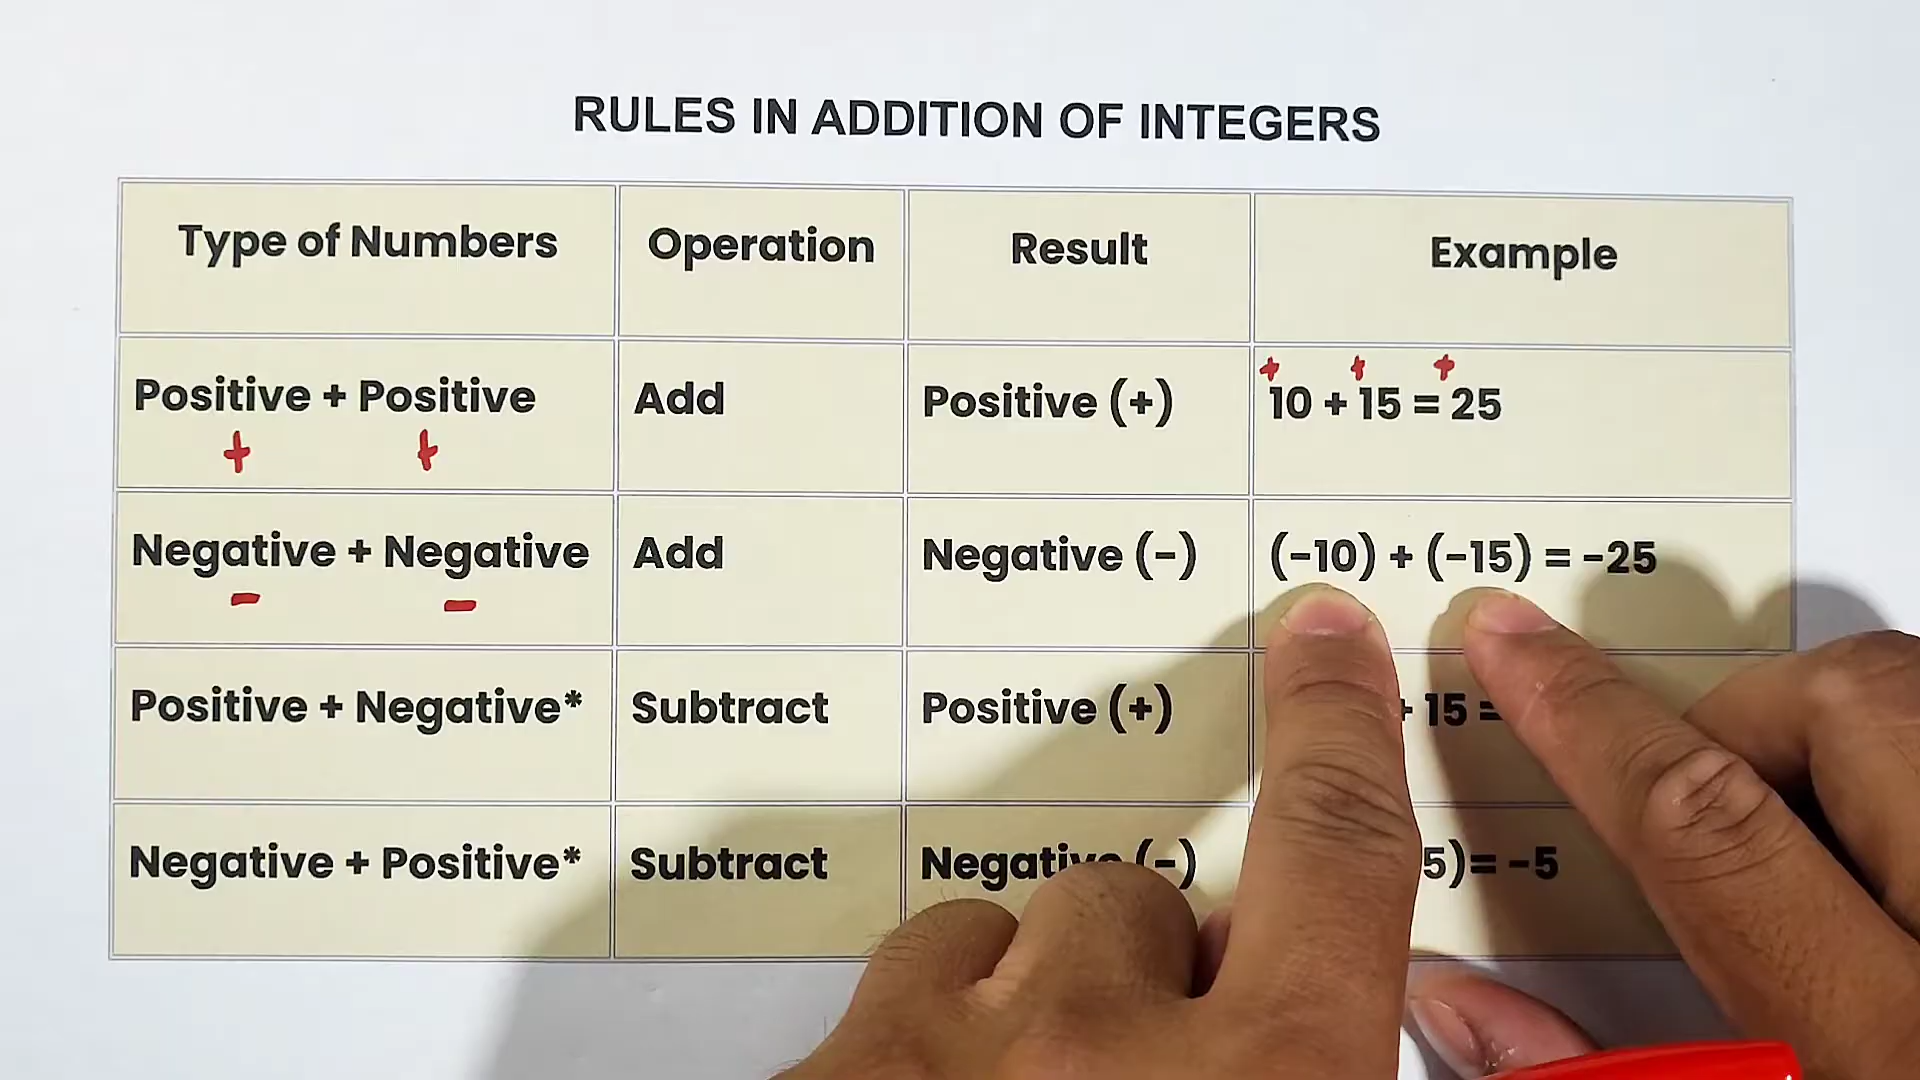 RULES IN ADDITION OF INTEGERS
Type of Numbers Operation Result Example
+ + +
Positive + Positive Add Positive (+) 10 + 15 = 25
+ +
Negative + Negative Add Negative (-) (-10) + (-15) = -25
- -
Positive + Negative* Subtract Positive (+) + 15 =
Negative + Positive* Subtract Negative (-) 5)= -5